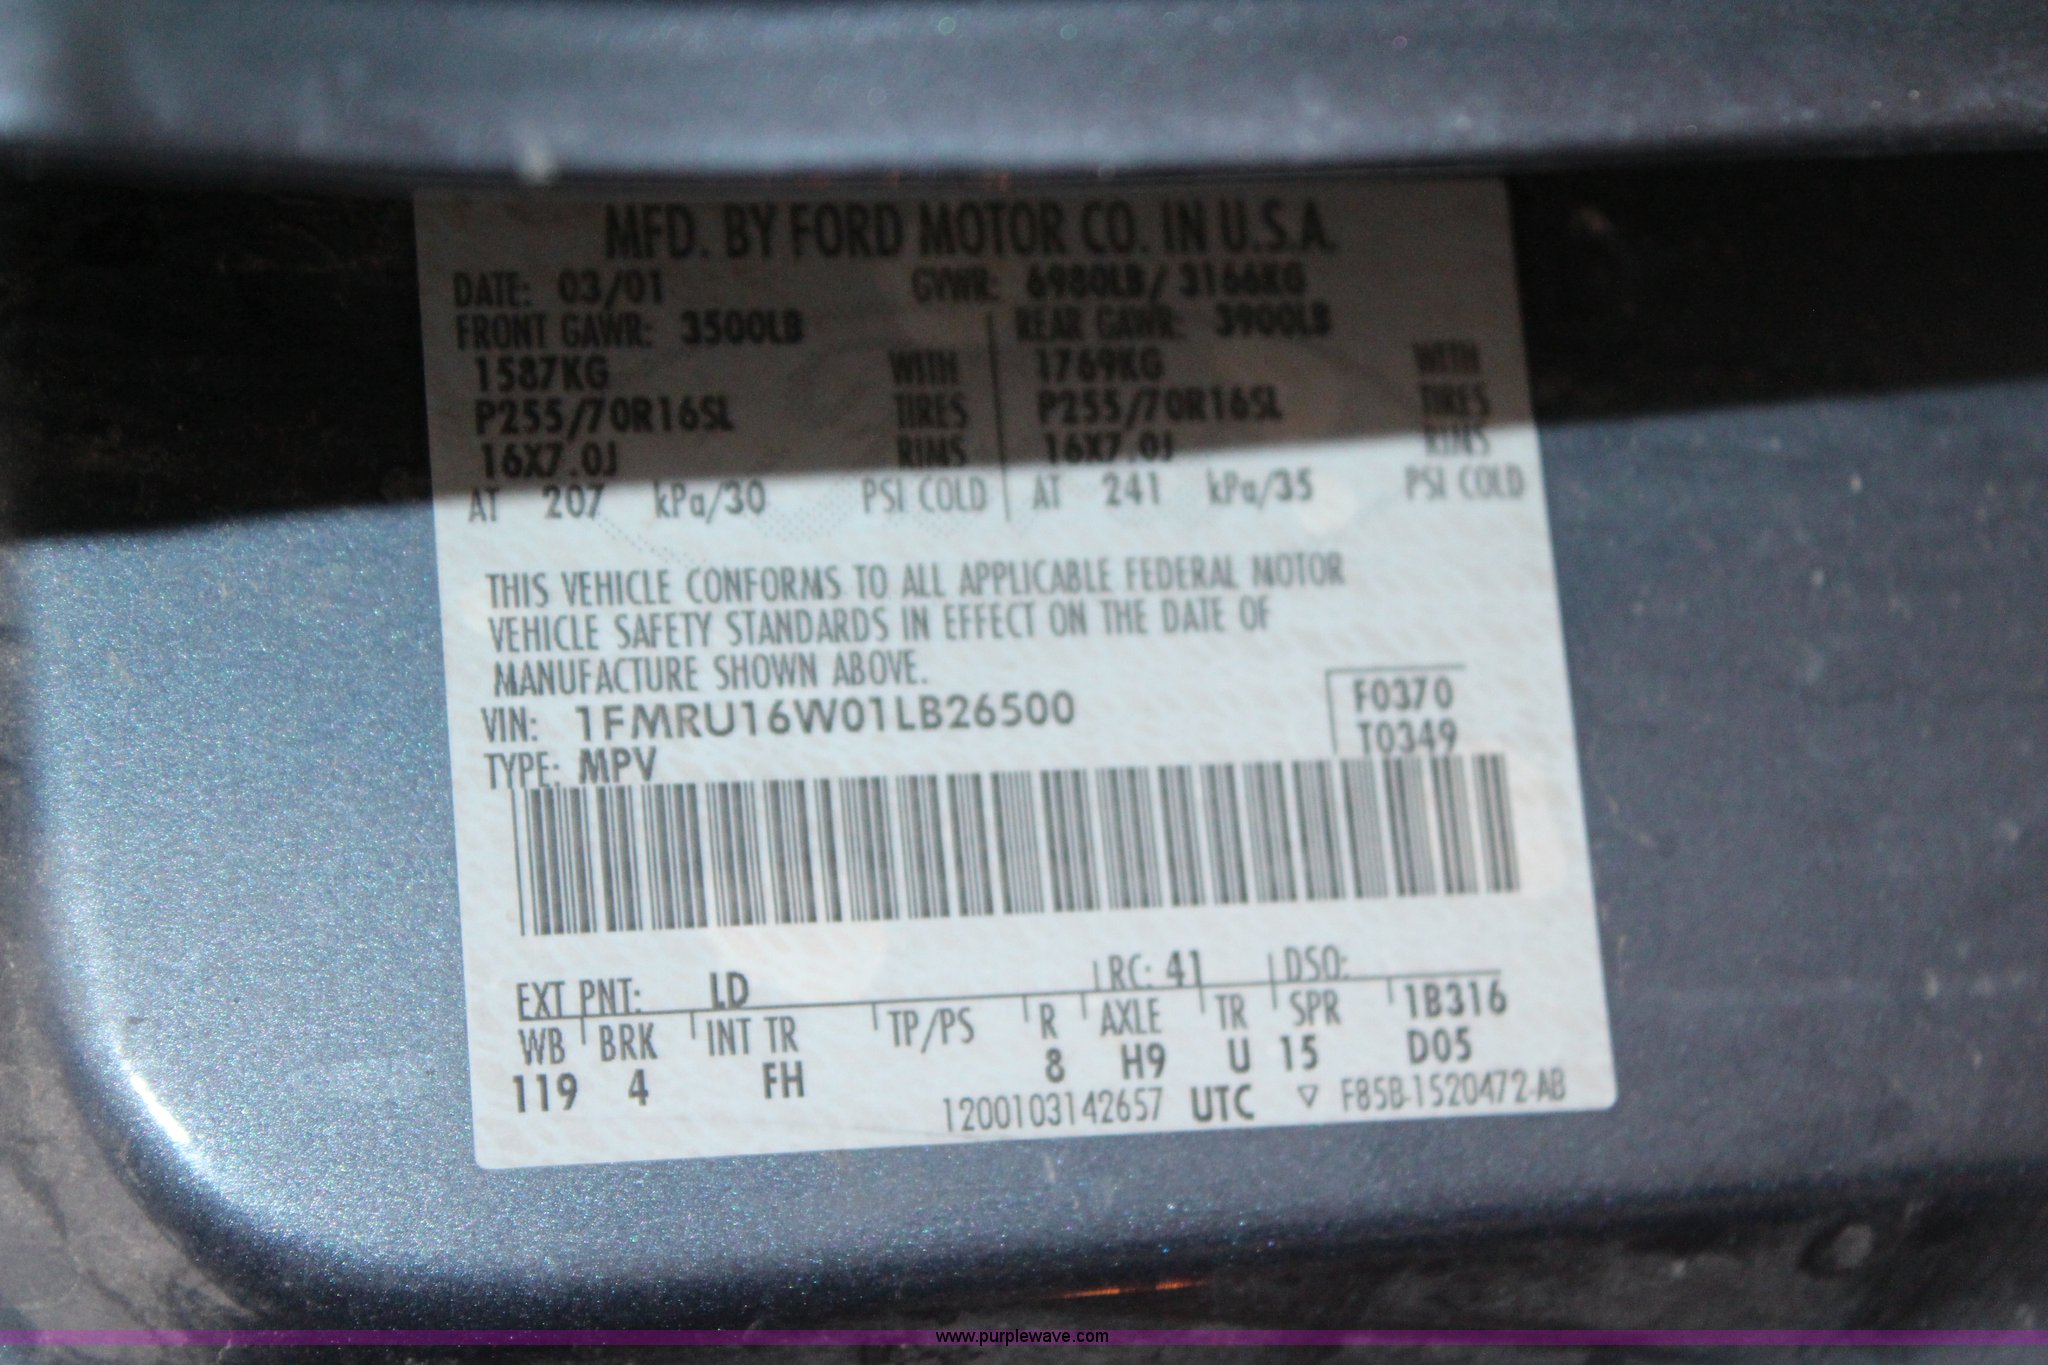 MFD. BY FORD MOTOR CO. IN U.S.A.
DATE: 03/01 GVWR: 6980LB/ 3166KG
FRONT GAWR: 3500LB REAR GAWR: 3900LB
1587KG WITH 1769KG WITH
P255/70R16SL TIRES P255/70R16SL TIRES
16X7.0J RIMS 16X7.0J RIMS
AT 207 kPa/30 PSI COLD AT 241 kPa/35 PSI COLD
THIS VEHICLE CONFORMS TO ALL APPLICABLE FEDERAL MOTOR
VEHICLE SAFETY STANDARDS IN EFFECT ON THE DATE OF
MANUFACTURE SHOWN ABOVE.
VIN: 1FMRU16W01LB26500 F0370
TYPE: MPV T0349
EXT PNT: LD RC: 41 DSO:
WB BRK INT TR TP/PS R AXLE TR SPR 1B316
119 4 FH 8 H9 U 15 D05
1200103142657 UTC ▽ F85B-1520472-AB
www.purplewave.com